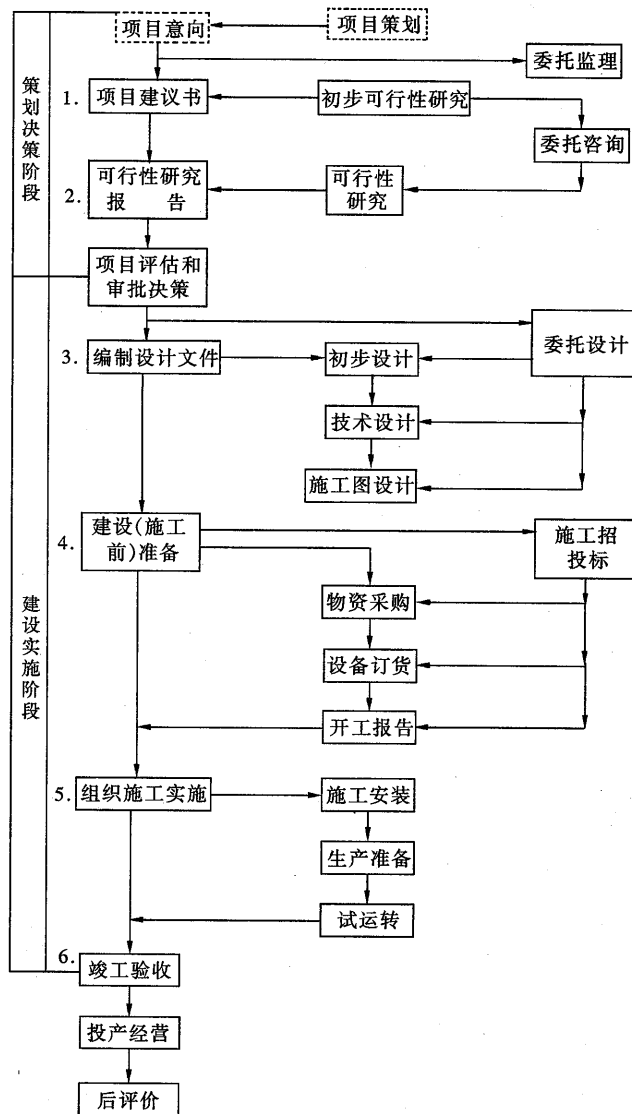 项目意向
项目策划
委托监理
策划决策阶段
1.
项目建议书
初步可行性研究
委托咨询
2.
可行性研究
报 告
可行性
研究
项目评估和
审批决策
委托设计
3.
编制设计文件
初步设计
技术设计
施工图设计
建设实施阶段
4.
建设(施工
前)准备
施工招
投标
物资采购
设备订货
开工报告
5.
组织施工实施
施工安装
生产准备
试运转
6.
竣工验收
投产经营
后评价